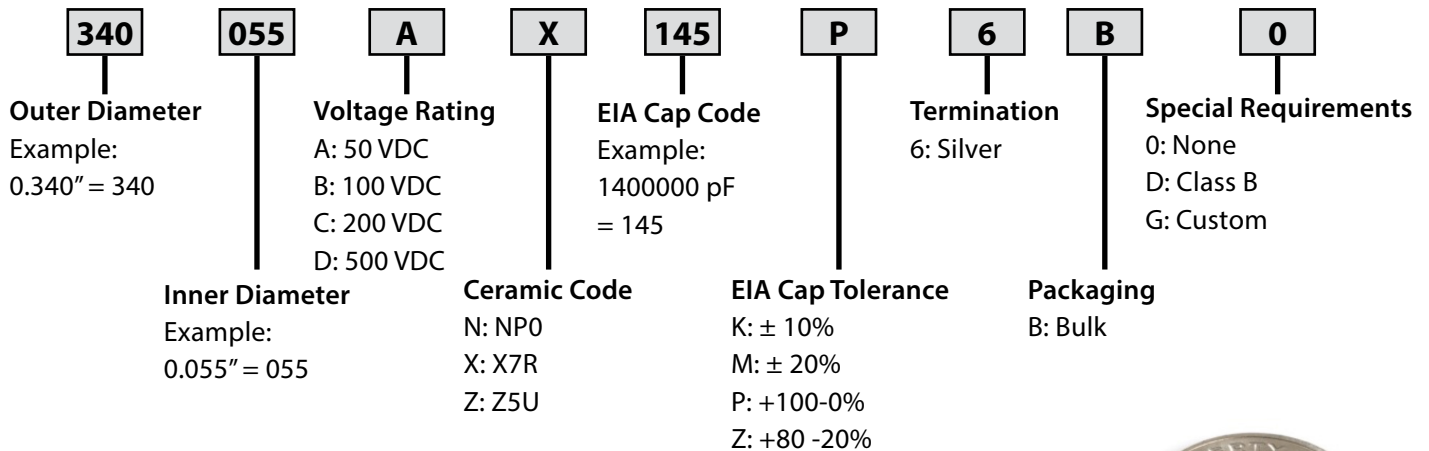 340 055 A X 145 P 6 B 0
Outer Diameter
Example:
0.340” = 340
Inner Diameter
Example:
0.055” = 055
Voltage Rating
A: 50 VDC
B: 100 VDC
C: 200 VDC
D: 500 VDC
Ceramic Code
N: NP0
X: X7R
Z: Z5U
EIA Cap Code
Example:
1400000 pF
= 145
EIA Cap Tolerance
K: ± 10%
M: ± 20%
P: +100-0%
Z: +80 -20%
Termination
6: Silver
Packaging
B: Bulk
Special Requirements
0: None
D: Class B
G: Custom